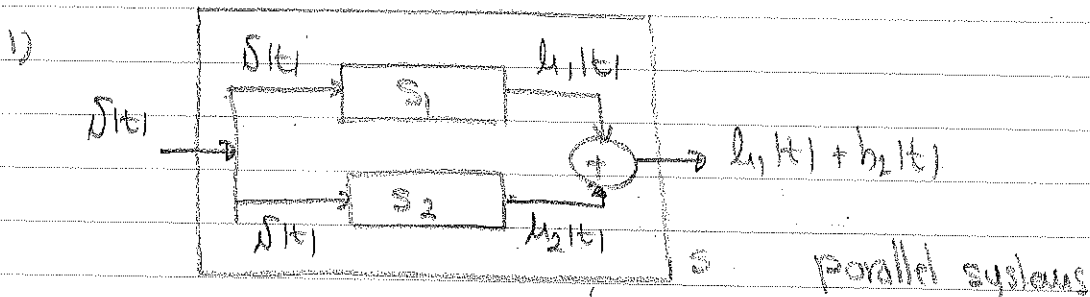 1)
δ(t) h₁(t)
S₁
δ(t) + h₁(t) + h₂(t)
S₂
δ(t) h₂(t)
S parallel systems